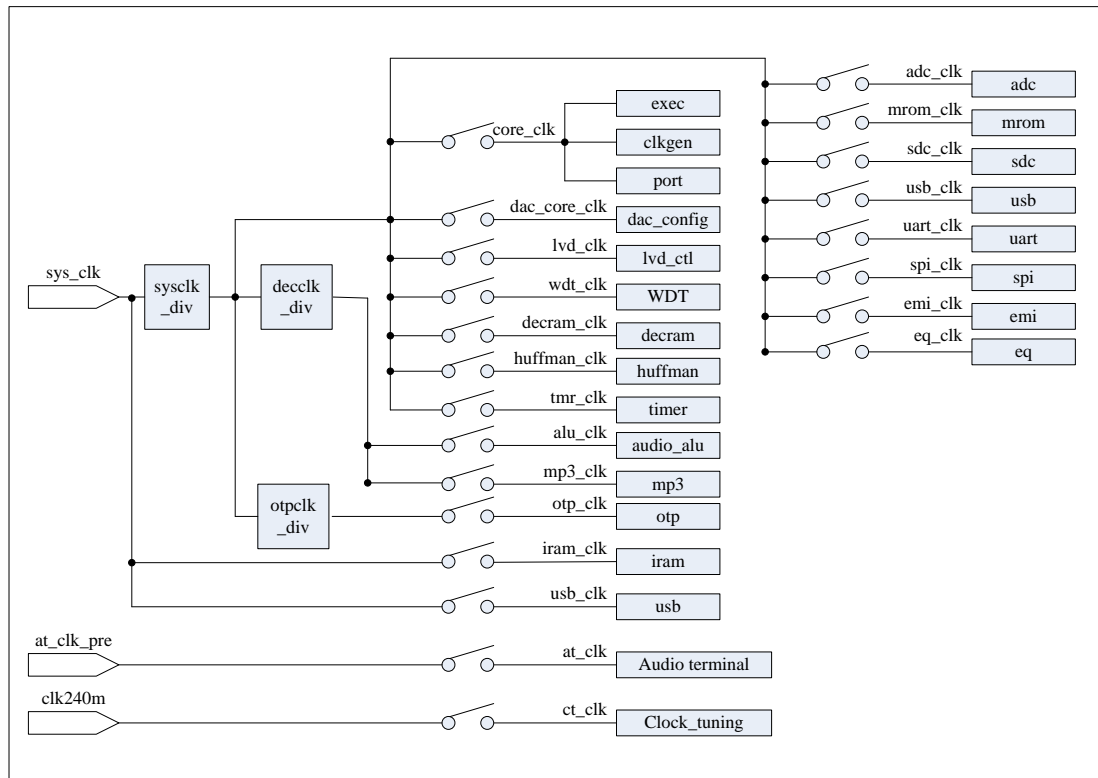 adc_clk
adc
mrom_clk
mrom
sdc_clk
sdc
usb_clk
usb
uart_clk
uart
spi_clk
spi
emi_clk
emi
eq_clk
eq
exec
core_clk
clkgen
port
dac_core_clk
dac_config
lvd_clk
lvd_ctl
wdt_clk
WDT
decram_clk
decram
huffman_clk
huffman
tmr_clk
timer
alu_clk
audio_alu
mp3_clk
mp3
otp_clk
otp
iram_clk
iram
usb_clk
usb
sys_clk
sysclk
_div
decclk
_div
otpclk
_div
at_clk_pre
at_clk
Audio terminal
clk240m
ct_clk
Clock_tuning